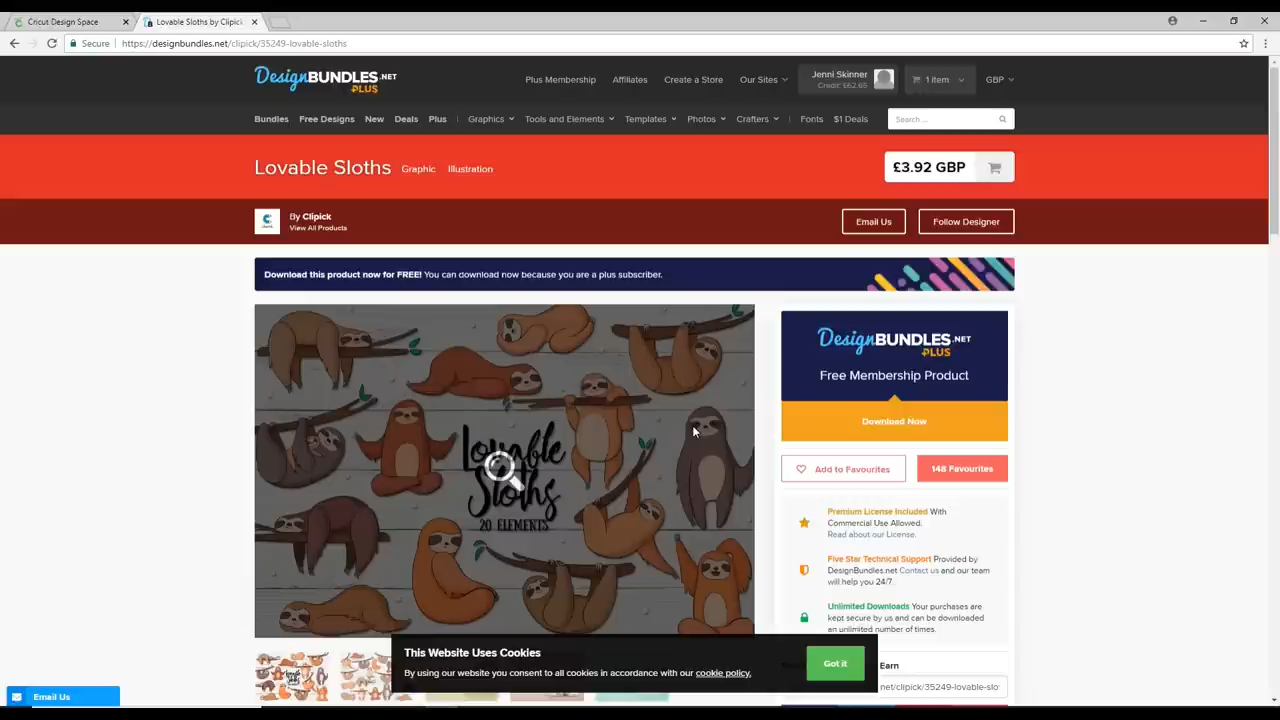 Cricut Design Space
Lovable Sloths by Clipick
Secure
https://designbundles.net/clipick/35249-lovable-sloths
DesignBUNDLES.NET
PLUS
Plus Membership
Affiliates
Create a Store
Our Sites
Jenni Skinner
Credit: £62.65
1 item
GBP
Bundles
Free Designs
New
Deals
Plus
Graphics
Tools and Elements
Templates
Photos
Crafters
Fonts
$1 Deals
Search ...
Lovable Sloths
Graphic
Illustration
£3.92 GBP
By Clipick
View All Products
Email Us
Follow Designer
Download this product now for FREE! You can download now because you are a plus subscriber.
Lovable
Sloths
20 ELEMENTS
DesignBUNDLES.NET
PLUS
Free Membership Product
Download Now
Add to Favourites
148 Favourites
Premium License Included With
Commercial Use Allowed.
Read about our License.
Five Star Technical Support Provided by
DesignBundles.net Contact us and our team
will help you 24/7.
Unlimited Downloads Your purchases are
kept secure by us and can be downloaded
an unlimited number of times.
Earn
net/clipick/35249-lovable-slo
This Website Uses Cookies
By using our website you consent to all cookies in accordance with our cookie policy.
Got it
Email Us